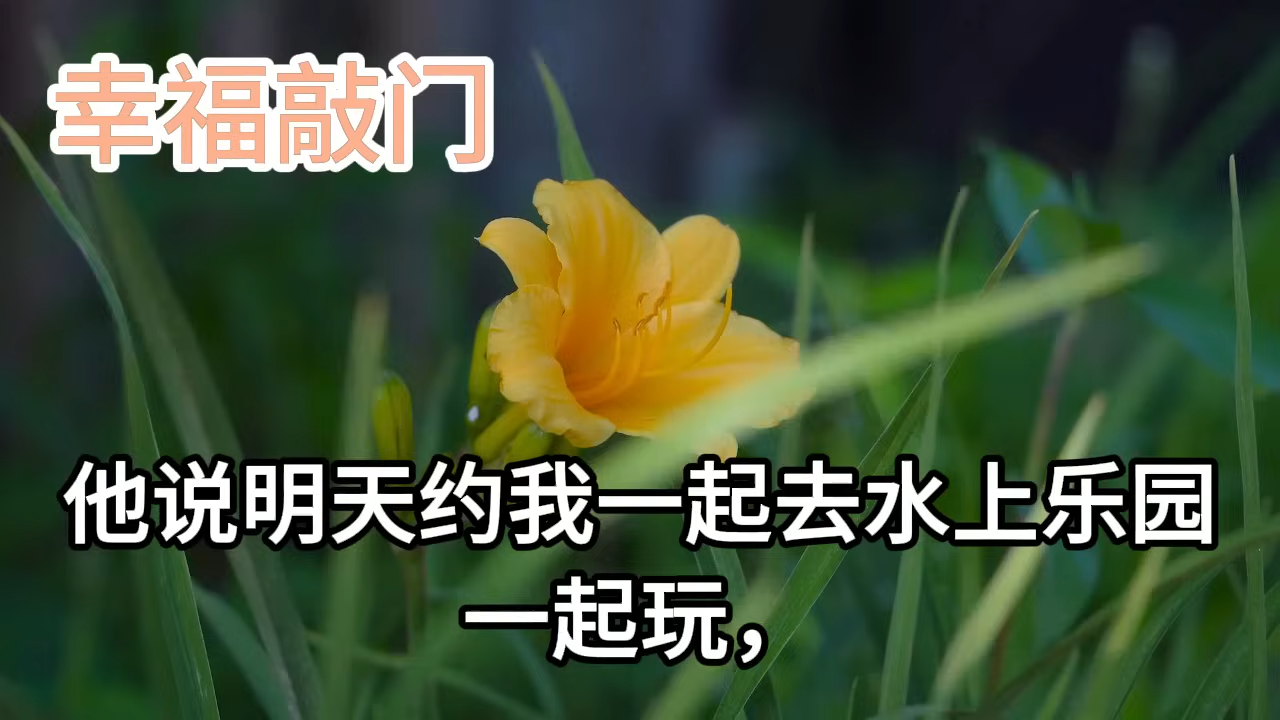 幸福敲门
他说明天约我一起去水上乐园
一起玩，